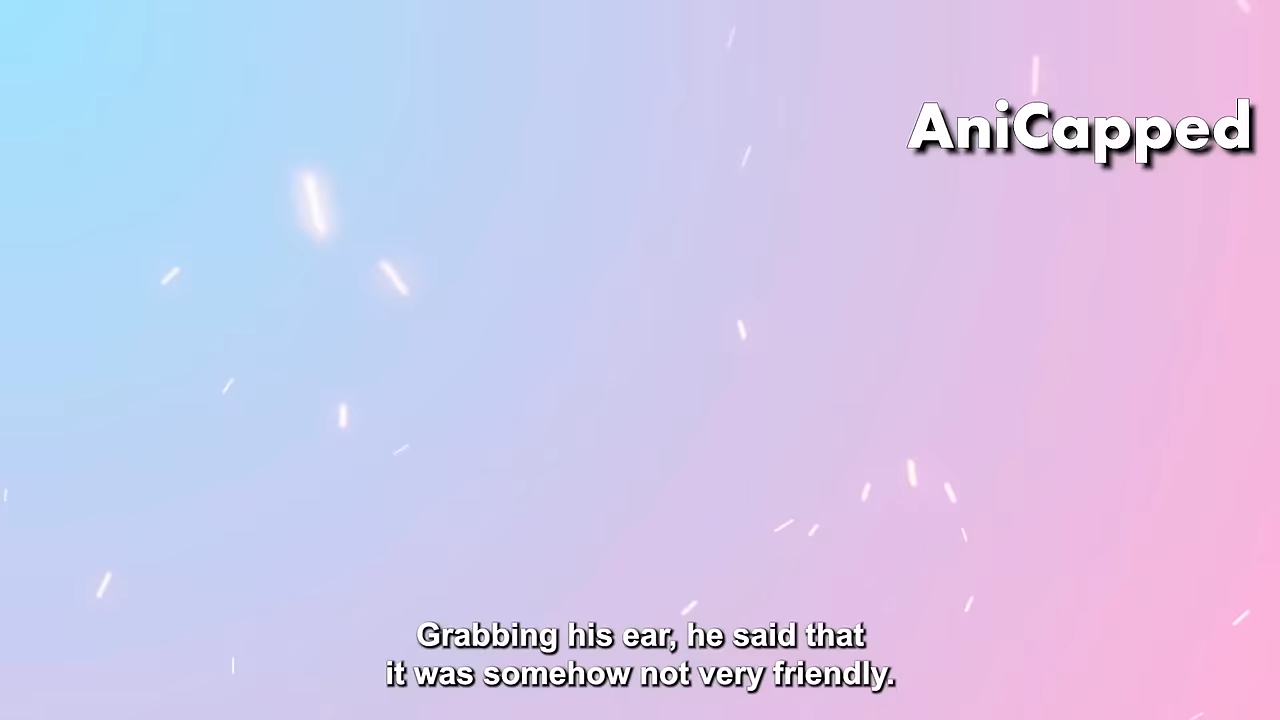 AniCapped
Grabbing his ear, he said that
it was somehow not very friendly.